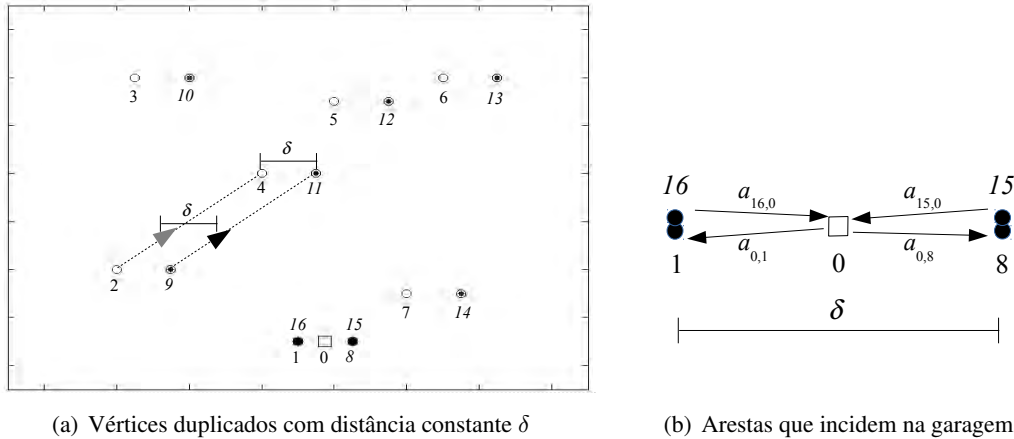 3 10 6 13
5 12
δ
4 11
δ
2 9
7 14
16 15
1 0 8
16 a16,0 a15,0 15
1 a0,1 0 a0,8 8
δ
(a) Vértices duplicados com distância constante δ
(b) Arestas que incidem na garagem